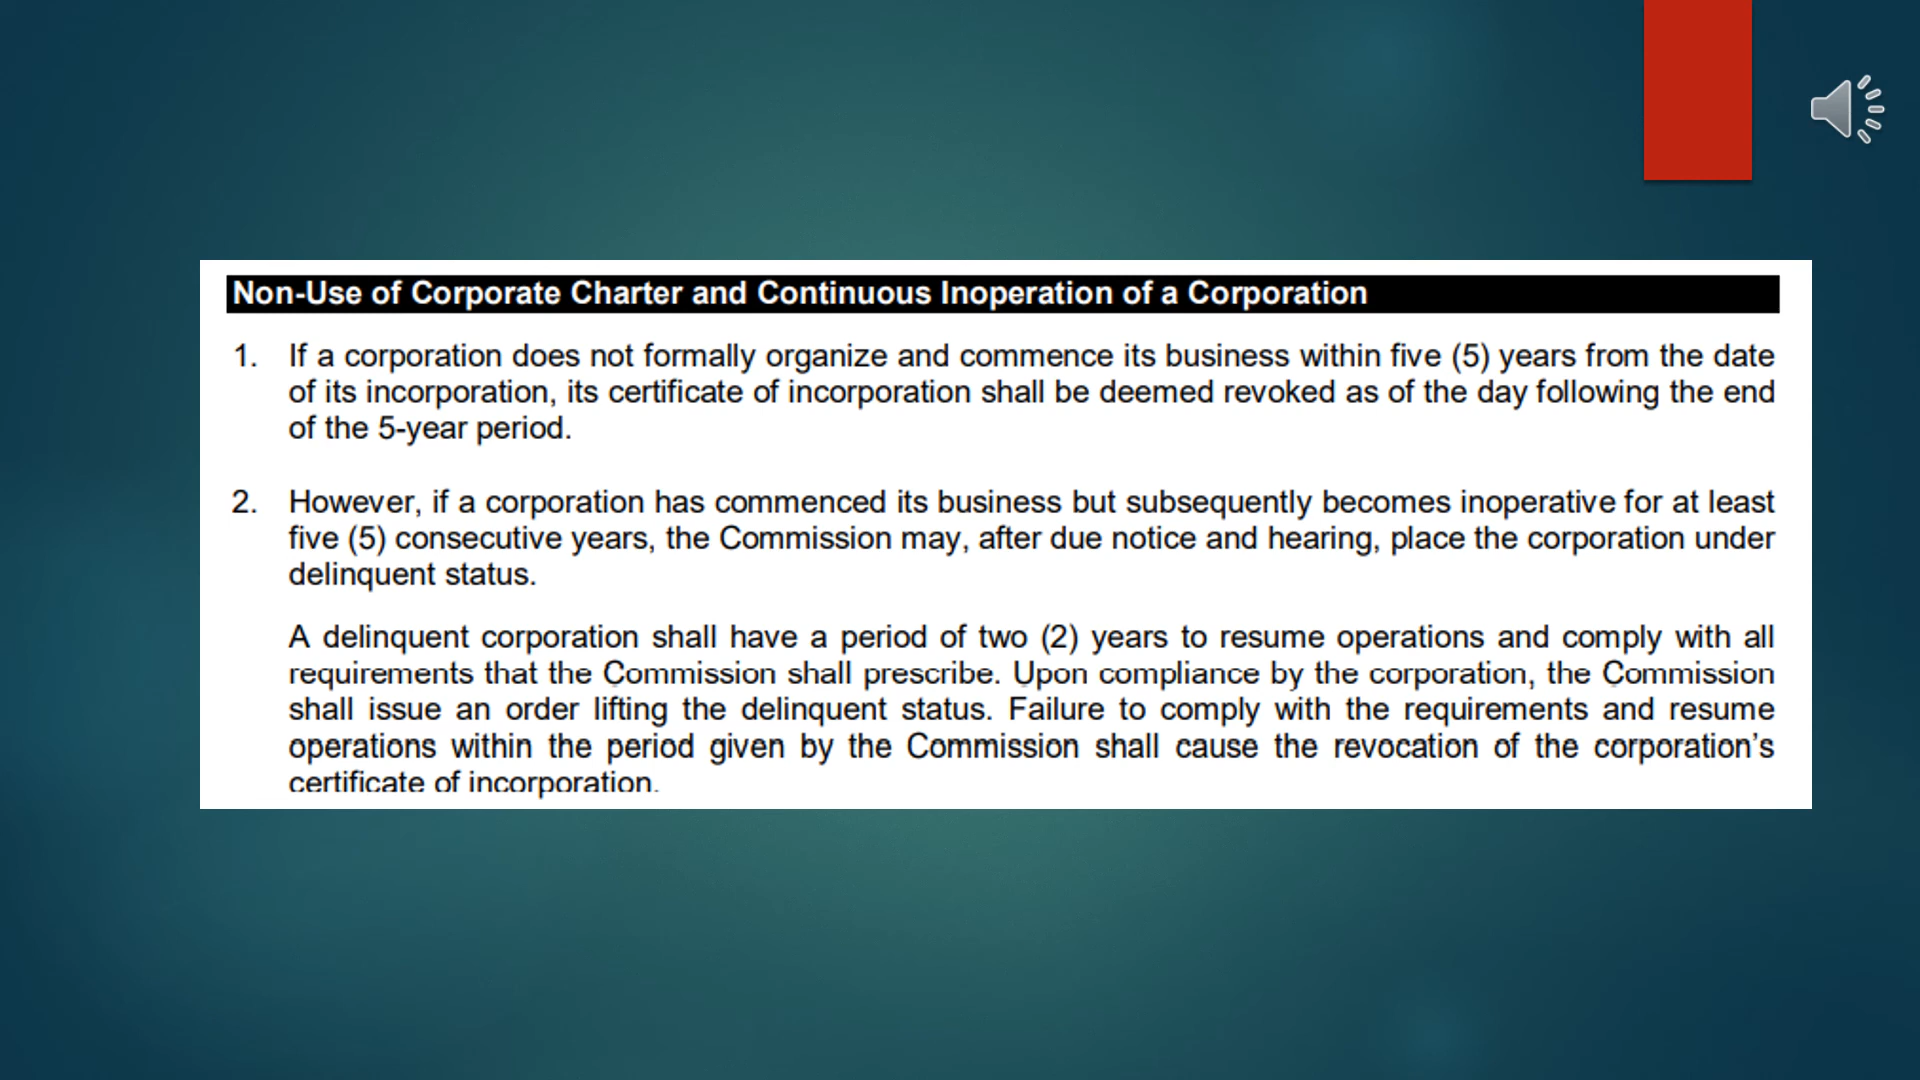 Non-Use of Corporate Charter and Continuous Inoperation of a Corporation
1. If a corporation does not formally organize and commence its business within five (5) years from the date
of its incorporation, its certificate of incorporation shall be deemed revoked as of the day following the end
of the 5-year period.
2. However, if a corporation has commenced its business but subsequently becomes inoperative for at least
five (5) consecutive years, the Commission may, after due notice and hearing, place the corporation under
delinquent status.
A delinquent corporation shall have a period of two (2) years to resume operations and comply with all
requirements that the Commission shall prescribe. Upon compliance by the corporation, the Commission
shall issue an order lifting the delinquent status. Failure to comply with the requirements and resume
operations within the period given by the Commission shall cause the revocation of the corporation's
certificate of incorporation.